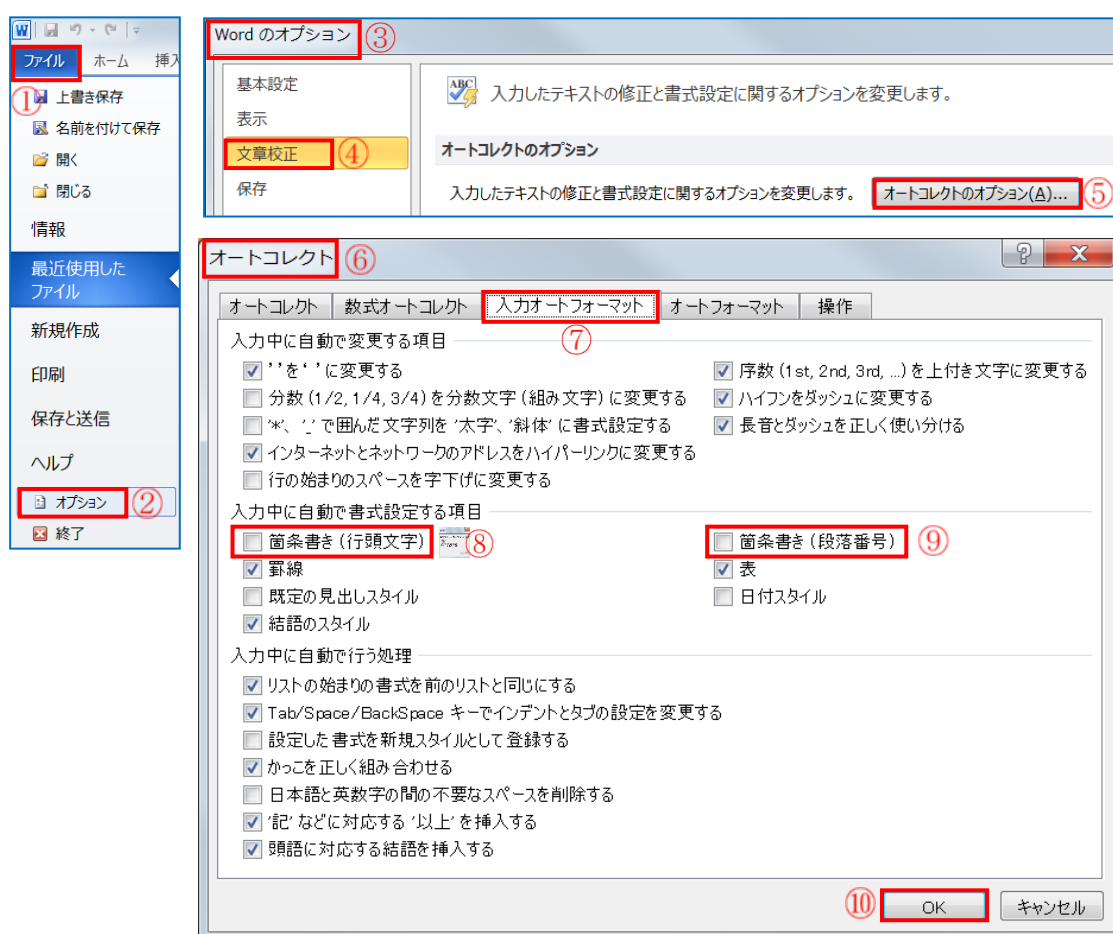 W
ファイル ホーム 挿入
①
上書き保存
名前を付けて保存
開く
閉じる
情報
最近使用した
ファイル
新規作成
印刷
保存と送信
ヘルプ
オプション ②
終了
Word のオプション ③
基本設定
表示
文章校正 ④
保存
ABC 入力したテキストの修正と書式設定に関するオプションを変更します。
オートコレクトのオプション
入力したテキストの修正と書式設定に関するオプションを変更します。 オートコレクトのオプション(A)... ⑤
オートコレクト ⑥
オートコレクト 数式オートコレクト 入力オートフォーマット オートフォーマット 操作
⑦
入力中に自動で変更する項目
' 'を‘ ’に変更する 序数 (1st, 2nd, 3rd, ...) を上付き文字に変更する
分数 (1/2, 1/4, 3/4) を分数文字 (組み文字) に変更する ハイフンをダッシュに変更する
'*'、'_' で囲んだ文字列を '太字'、'斜体' に書式設定する 長音とダッシュを正しく使い分ける
インターネットとネットワークのアドレスをハイパーリンクに変更する
行の始まりのスペースを字下げに変更する
入力中に自動で書式設定する項目
箇条書き (行頭文字) ⑧ 箇条書き (段落番号) ⑨
罫線 表
既定の見出しスタイル 日付スタイル
結語のスタイル
入力中に自動で行う処理
リストの始まりの書式を前のリストと同じにする
Tab/Space/BackSpace キーでインデントとタブの設定を変更する
設定した書式を新規スタイルとして登録する
かっこを正しく組み合わせる
日本語と英数字の間の不要なスペースを削除する
'記' などに対応する '以上' を挿入する
頭語に対応する結語を挿入する
⑩ OK キャンセル